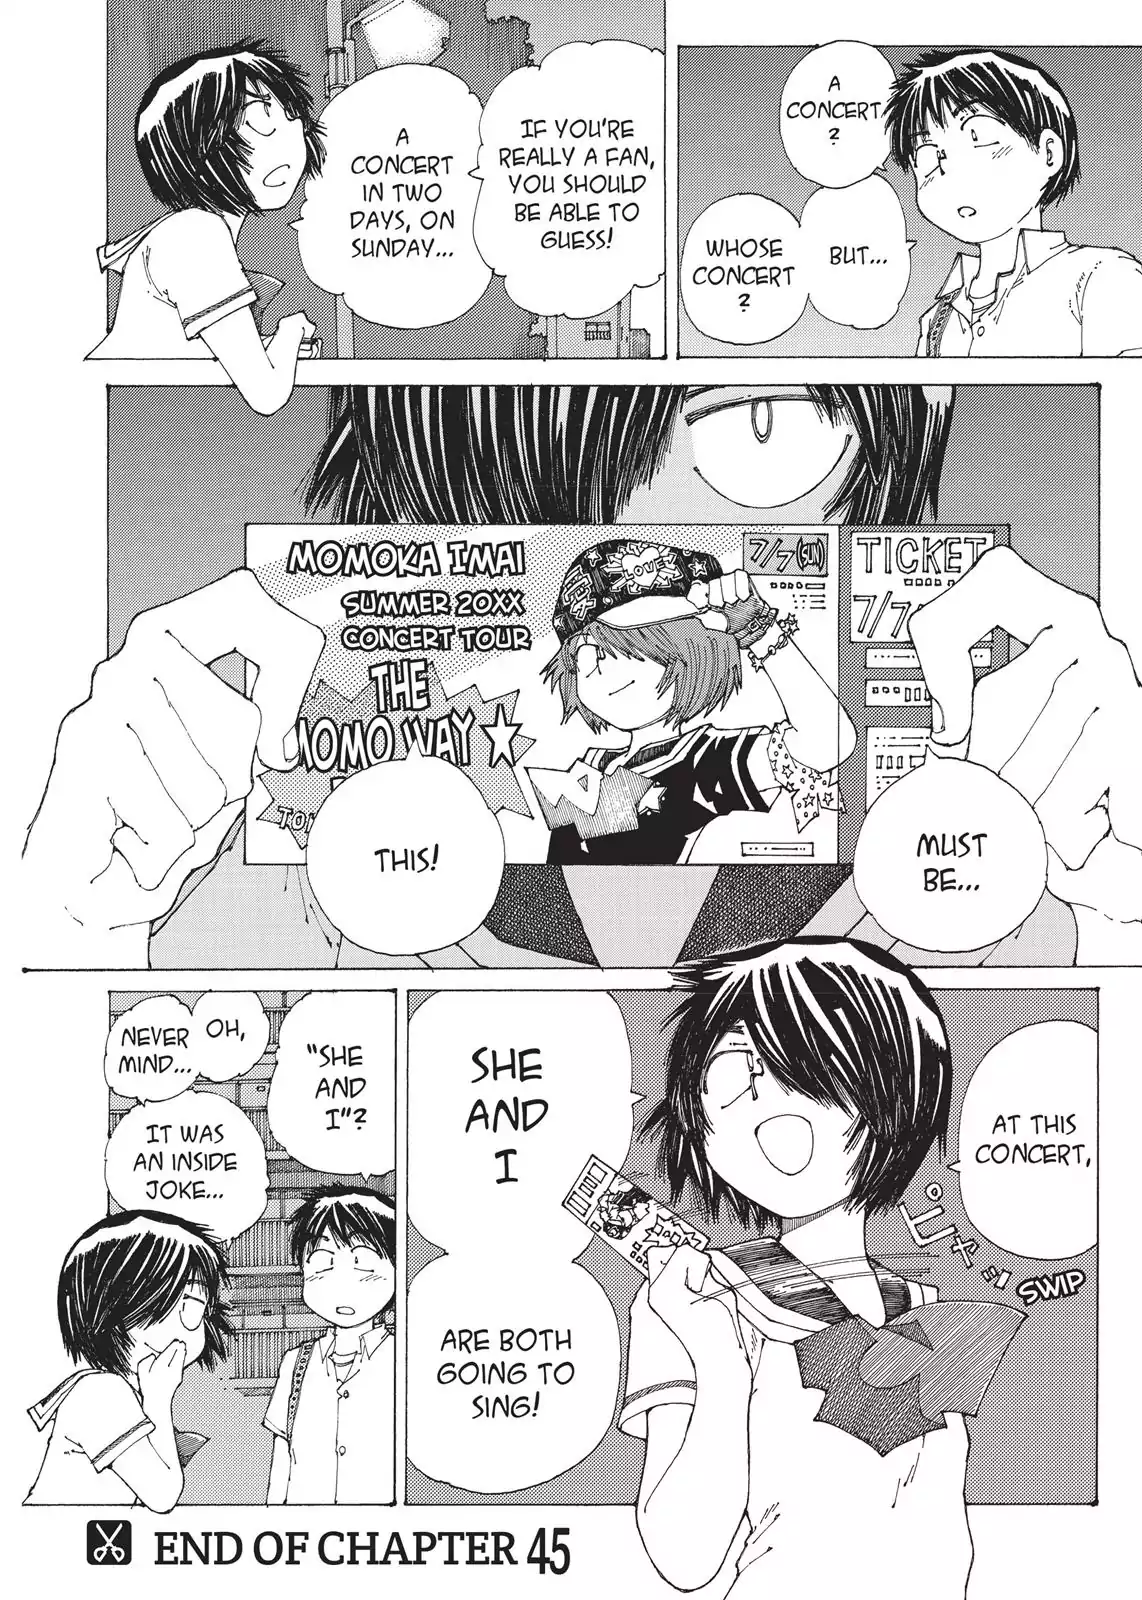 A
CONCERT
?
BUT...
WHOSE
CONCERT
?
IF YOU'RE
REALLY A FAN,
YOU SHOULD
BE ABLE TO
GUESS!
A
CONCERT
IN TWO
DAYS, ON
SUNDAY...
MOMOKA IMAI
SUMMER 20XX
CONCERT TOUR
THE
MOMO WAY ★
LOVE
7/7 (SUN)
TICKET
7/7
MUST
BE...
THIS!
AT THIS
CONCERT,
SHE
AND
I
ARE BOTH
GOING TO
SING!
SWIP
"SHE
AND
I"?
OH,
NEVER
MIND...
IT WAS
AN INSIDE
JOKE...
END OF CHAPTER 45